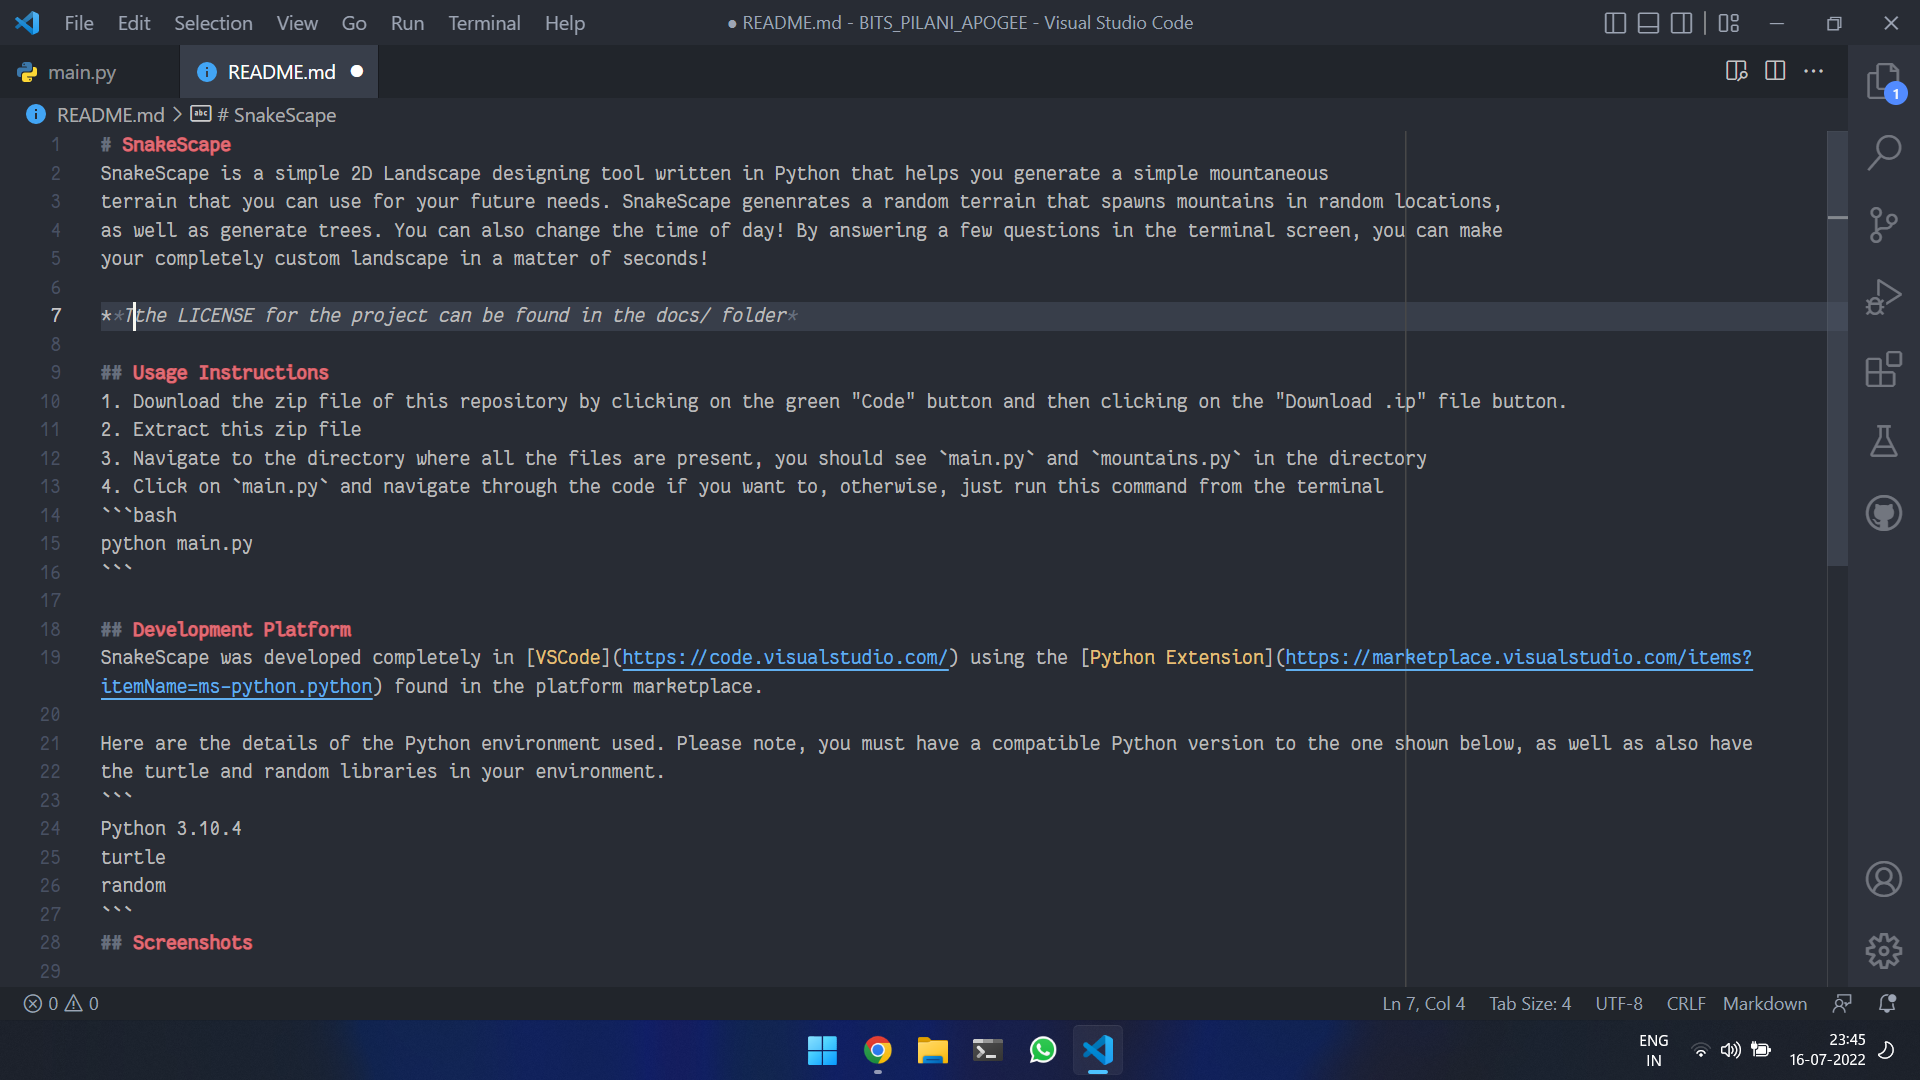 File Edit Selection View Go Run Terminal Help ● README.md - BITS_PILANI_APOGEE - Visual Studio Code
main.py README.md
README.md > # SnakeScape
1 # SnakeScape
2 SnakeScape is a simple 2D Landscape designing tool written in Python that helps you generate a simple mountaneous
3 terrain that you can use for your future needs. SnakeScape genenrates a random terrain that spawns mountains in random locations,
4 as well as generate trees. You can also change the time of day! By answering a few questions in the terminal screen, you can make
5 your completely custom landscape in a matter of seconds!
6
7 **Tthe LICENSE for the project can be found in the docs/ folder*
8
9 ## Usage Instructions
10 1. Download the zip file of this repository by clicking on the green "Code" button and then clicking on the "Download .ip" file button.
11 2. Extract this zip file
12 3. Navigate to the directory where all the files are present, you should see `main.py` and `mountains.py` in the directory
13 4. Click on `main.py` and navigate through the code if you want to, otherwise, just run this command from the terminal
14 ```bash
15 python main.py
16 ```
17
18 ## Development Platform
19 SnakeScape was developed completely in [VSCode](https://code.visualstudio.com/) using the [Python Extension](https://marketplace.visualstudio.com/items?
itemName=ms-python.python) found in the platform marketplace.
20
21 Here are the details of the Python environment used. Please note, you must have a compatible Python version to the one shown below, as well as also have
22 the turtle and random libraries in your environment.
23 ```
24 Python 3.10.4
25 turtle
26 random
27 ```
28 ## Screenshots
29
1
0 0 Ln 7, Col 4 Tab Size: 4 UTF-8 CRLF Markdown
ENG 23:45
IN 16-07-2022